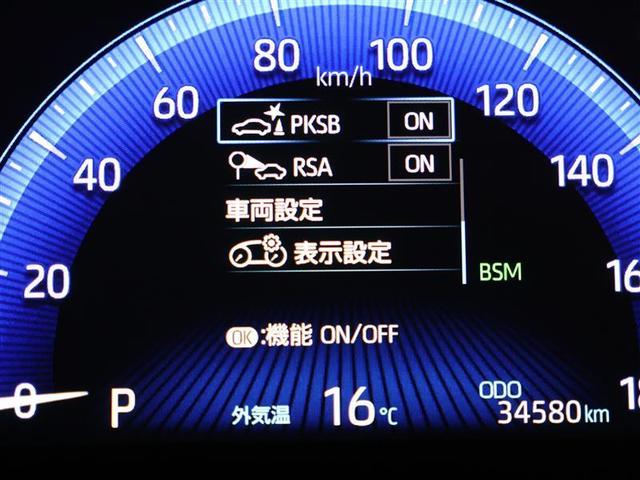 80
100
km/h
60
120
PKSB ON
40
RSA ON
140
車両設定
表示設定
20
BSM
OK:機能 ON/OFF
0
P
外気温 16℃
ODO
34580km